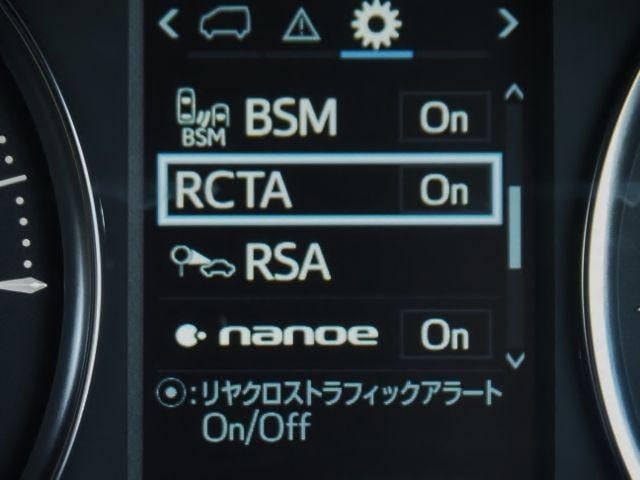 BSM BSM On
RCTA On
RSA
nanoe On
:リヤクロストラフィックアラート
On/Off